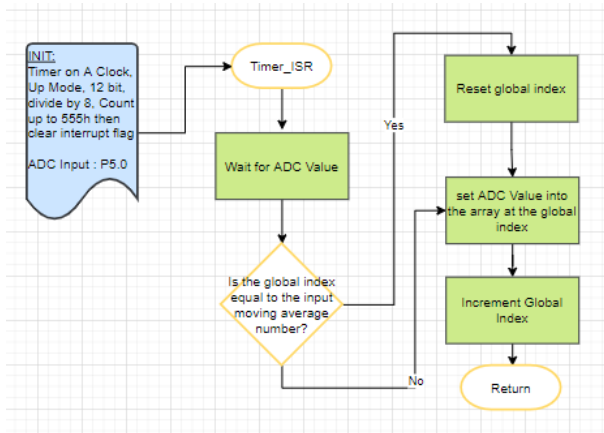 INIT:
Timer on A Clock,
Up Mode, 12 bit,
divide by 8, Count
up to 555h then
clear interrupt flag
ADC Input : P5.0
Timer_ISR
Wait for ADC Value
Is the global index
equal to the input
moving average
number?
Yes
No
Reset global index
set ADC Value into
the array at the global
index
Increment Global
Index
Return